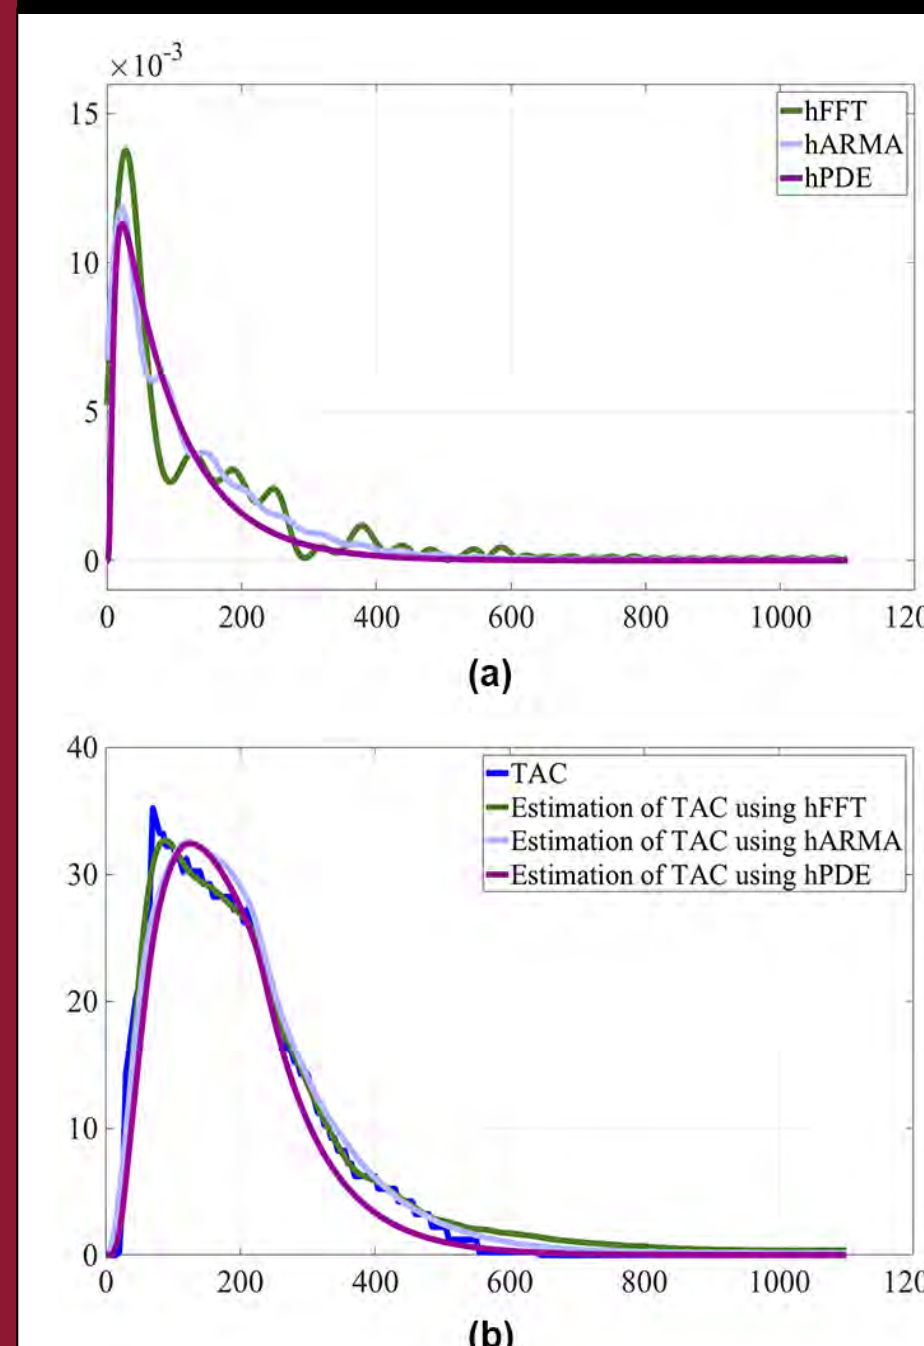 ×10-3
15
10
5
0
hFFT
hARMA
hPDE
0 200 400 600 800 1000 120
(a)
40
30
20
10
0
TAC
Estimation of TAC using hFFT
Estimation of TAC using hARMA
Estimation of TAC using hPDE
0 200 400 600 800 1000 120
(b)